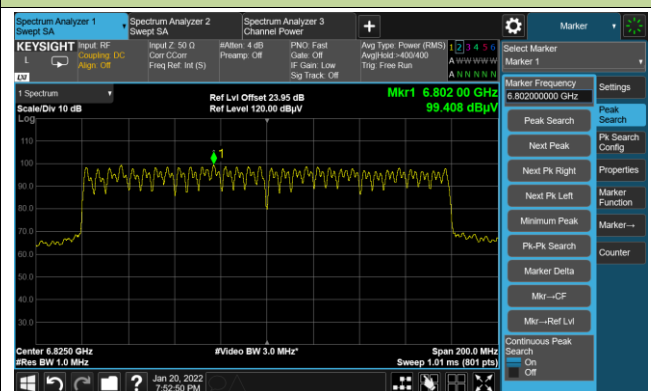 Spectrum Analyzer 1
Swept SA
Spectrum Analyzer 2
Swept SA
Spectrum Analyzer 3
Channel Power
+
Marker
KEYSIGHT
L
LXI
Input: RF
Coupling: DC
Align: Off
Input Z: 50 Ω
Corr CCorr
Freq Ref: Int (S)
#Atten: 4 dB
Preamp: Off
PNO: Fast
Gate: Off
IF Gain: Low
Sig Track: Off
Avg Type: Power (RMS)
Avg|Hold:>400/400
Trig: Free Run
1 2 3 4 5 6
A W W W W W
A N N N N N
Select Marker
Marker 1
1 Spectrum
Scale/Div 10 dB
Log
Ref Lvl Offset 23.95 dB
Ref Level 120.00 dBµV
Mkr1 6.802 00 GHz
99.408 dBµV
110
100
90.0
80.0
70.0
60.0
50.0
40.0
30.0
1
Center 6.8250 GHz
#Res BW 1.0 MHz
#Video BW 3.0 MHz*
Span 200.0 MHz
Sweep 1.01 ms (801 pts)
Marker Frequency
6.802000000 GHz
Peak Search
Next Peak
Next Pk Right
Next Pk Left
Minimum Peak
Pk-Pk Search
Marker Delta
Mkr→CF
Mkr→Ref Lvl
Continuous Peak
Search
On
Off
Settings
Peak
Search
Pk Search
Config
Properties
Marker
Function
Marker→
Counter
?
Jan 20, 2022
7:52:50 PM